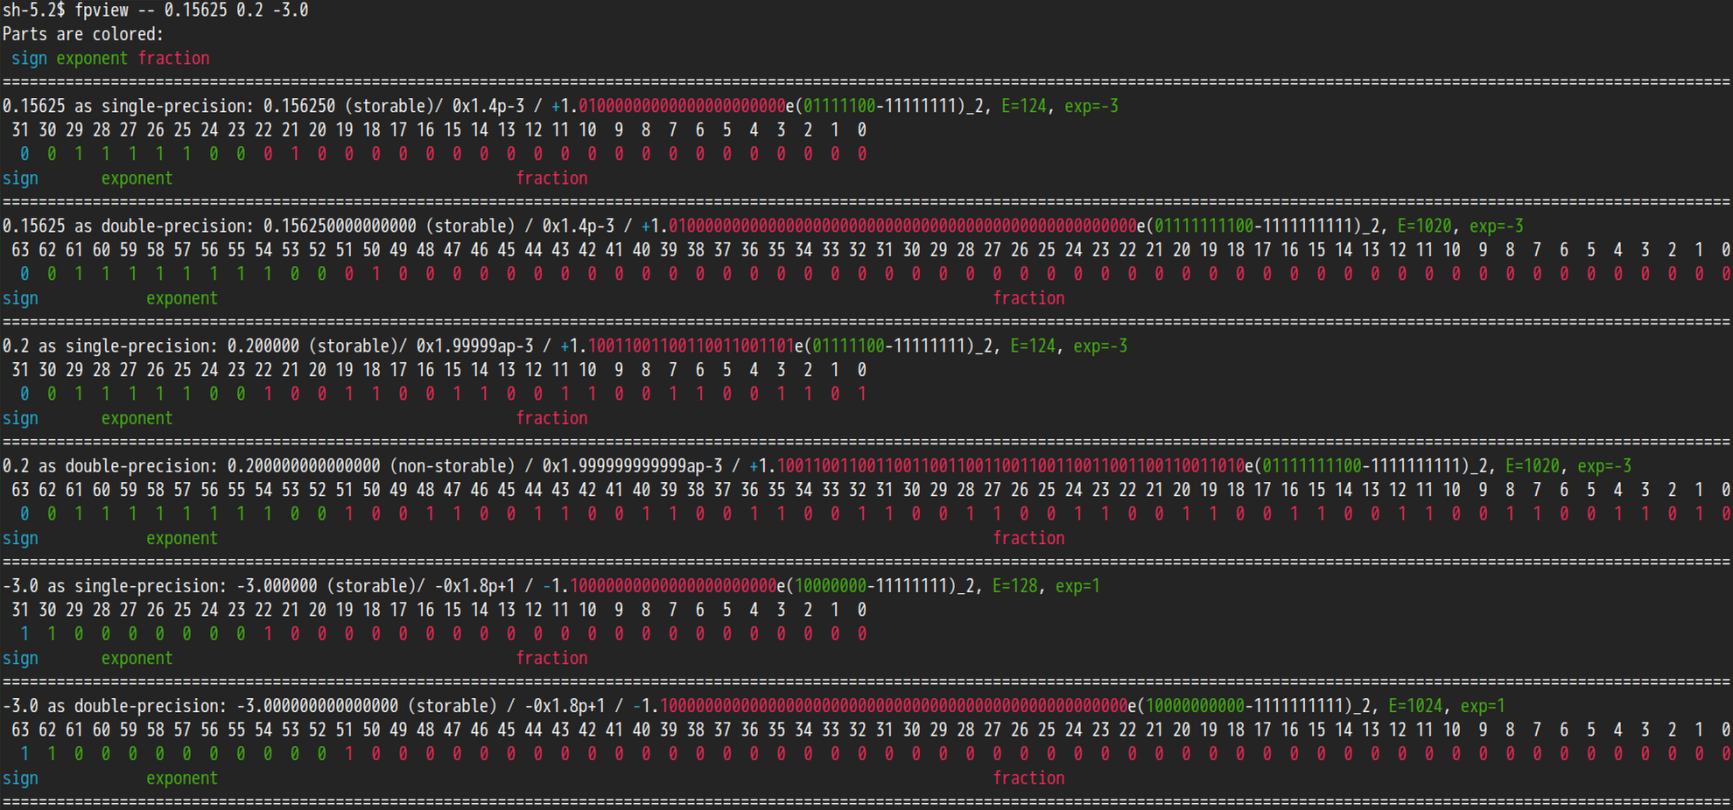 sh-5.2$ fpview -- 0.15625 0.2 -3.0
Parts are colored:
sign exponent fraction
================================================================================================================================================================================================
0.15625 as single-precision: 0.156250 (storable)/ 0x1.4p-3 / +1.01000000000000000000000e(01111100-11111111)_2, E=124, exp=-3
31 30 29 28 27 26 25 24 23 22 21 20 19 18 17 16 15 14 13 12 11 10 9 8 7 6 5 4 3 2 1 0
0 0 1 1 1 1 1 0 0 0 1 0 0 0 0 0 0 0 0 0 0 0 0 0 0 0 0 0 0 0 0 0
sign exponent fraction
================================================================================================================================================================================================
0.15625 as double-precision: 0.156250000000000 (storable) / 0x1.4p-3 / +1.0100000000000000000000000000000000000000000000000000e(01111111100-1111111111)_2, E=1020, exp=-3
63 62 61 60 59 58 57 56 55 54 53 52 51 50 49 48 47 46 45 44 43 42 41 40 39 38 37 36 35 34 33 32 31 30 29 28 27 26 25 24 23 22 21 20 19 18 17 16 15 14 13 12 11 10 9 8 7 6 5 4 3 2 1 0
0 0 1 1 1 1 1 1 1 1 0 0 0 1 0 0 0 0 0 0 0 0 0 0 0 0 0 0 0 0 0 0 0 0 0 0 0 0 0 0 0 0 0 0 0 0 0 0 0 0 0 0 0 0 0 0 0 0 0 0 0 0 0 0
sign exponent fraction
================================================================================================================================================================================================
0.2 as single-precision: 0.200000 (storable)/ 0x1.99999ap-3 / +1.10011001100110011001101e(01111100-11111111)_2, E=124, exp=-3
31 30 29 28 27 26 25 24 23 22 21 20 19 18 17 16 15 14 13 12 11 10 9 8 7 6 5 4 3 2 1 0
0 0 1 1 1 1 1 0 0 1 0 0 1 1 0 0 1 1 0 0 1 1 0 0 1 1 0 0 1 1 0 1
sign exponent fraction
================================================================================================================================================================================================
0.2 as double-precision: 0.200000000000000 (non-storable) / 0x1.999999999999ap-3 / +1.1001100110011001100110011001100110011001100110011010e(01111111100-1111111111)_2, E=1020, exp=-3
63 62 61 60 59 58 57 56 55 54 53 52 51 50 49 48 47 46 45 44 43 42 41 40 39 38 37 36 35 34 33 32 31 30 29 28 27 26 25 24 23 22 21 20 19 18 17 16 15 14 13 12 11 10 9 8 7 6 5 4 3 2 1 0
0 0 1 1 1 1 1 1 1 1 0 0 1 0 0 1 1 0 0 1 1 0 0 1 1 0 0 1 1 0 0 1 1 0 0 1 1 0 0 1 1 0 0 1 1 0 0 1 1 0 0 1 1 0 0 1 1 0 0 1 1 0 1 0
sign exponent fraction
================================================================================================================================================================================================
-3.0 as single-precision: -3.000000 (storable)/ -0x1.8p+1 / -1.10000000000000000000000e(10000000-11111111)_2, E=128, exp=1
31 30 29 28 27 26 25 24 23 22 21 20 19 18 17 16 15 14 13 12 11 10 9 8 7 6 5 4 3 2 1 0
1 1 0 0 0 0 0 0 0 1 0 0 0 0 0 0 0 0 0 0 0 0 0 0 0 0 0 0 0 0 0 0
sign exponent fraction
================================================================================================================================================================================================
-3.0 as double-precision: -3.000000000000000 (storable) / -0x1.8p+1 / -1.1000000000000000000000000000000000000000000000000000e(10000000000-1111111111)_2, E=1024, exp=1
63 62 61 60 59 58 57 56 55 54 53 52 51 50 49 48 47 46 45 44 43 42 41 40 39 38 37 36 35 34 33 32 31 30 29 28 27 26 25 24 23 22 21 20 19 18 17 16 15 14 13 12 11 10 9 8 7 6 5 4 3 2 1 0
1 1 0 0 0 0 0 0 0 0 0 0 1 0 0 0 0 0 0 0 0 0 0 0 0 0 0 0 0 0 0 0 0 0 0 0 0 0 0 0 0 0 0 0 0 0 0 0 0 0 0 0 0 0 0 0 0 0 0 0 0 0 0 0
sign exponent fraction
================================================================================================================================================================================================